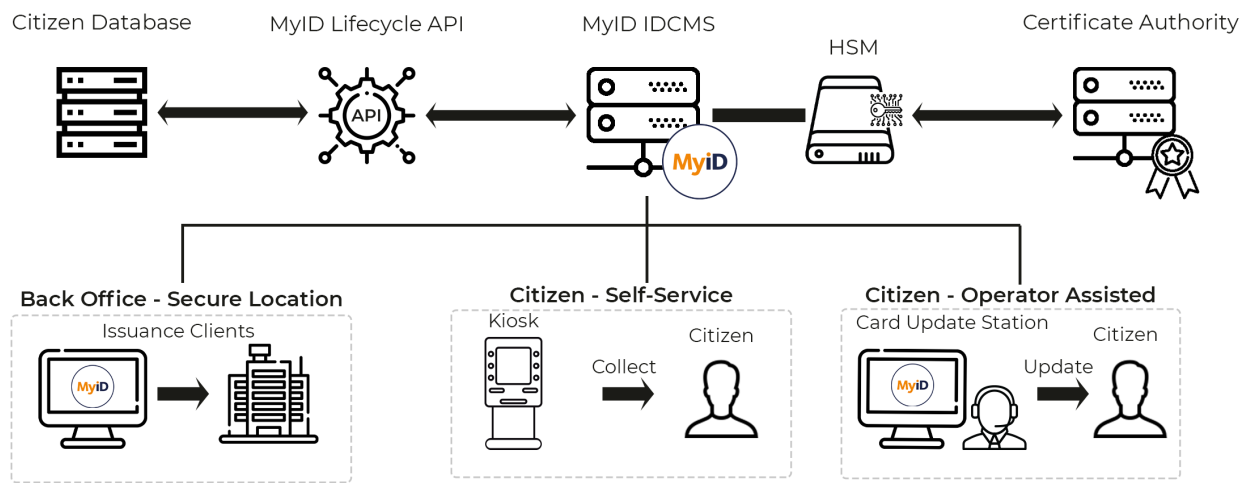 Citizen Database
MyID Lifecycle API
MyID IDCMS
HSM
Certificate Authority
API
MyiD
Back Office - Secure Location
Issuance Clients
MyiD
Citizen - Self-Service
Kiosk
Citizen
Collect
Citizen - Operator Assisted
Card Update Station
Citizen
MyiD
Update